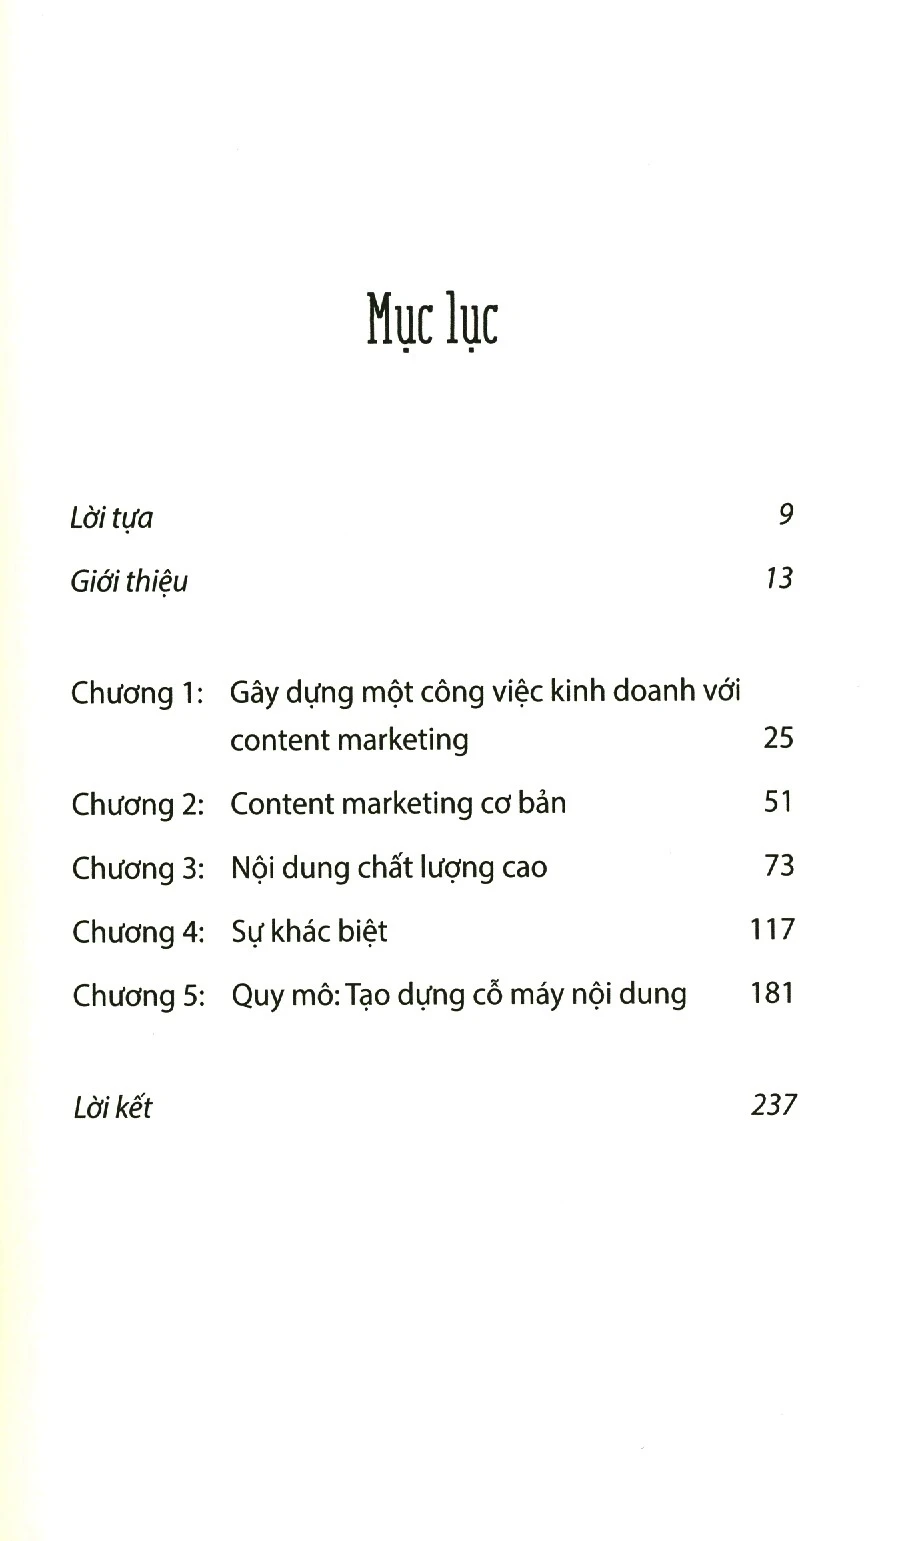 Mục lục
Lời tựa 9
Giới thiệu 13
Chương 1: Gây dựng một công việc kinh doanh với
content marketing 25
Chương 2: Content marketing cơ bản 51
Chương 3: Nội dung chất lượng cao 73
Chương 4: Sự khác biệt 117
Chương 5: Quy mô: Tạo dựng cỗ máy nội dung 181
Lời kết 237